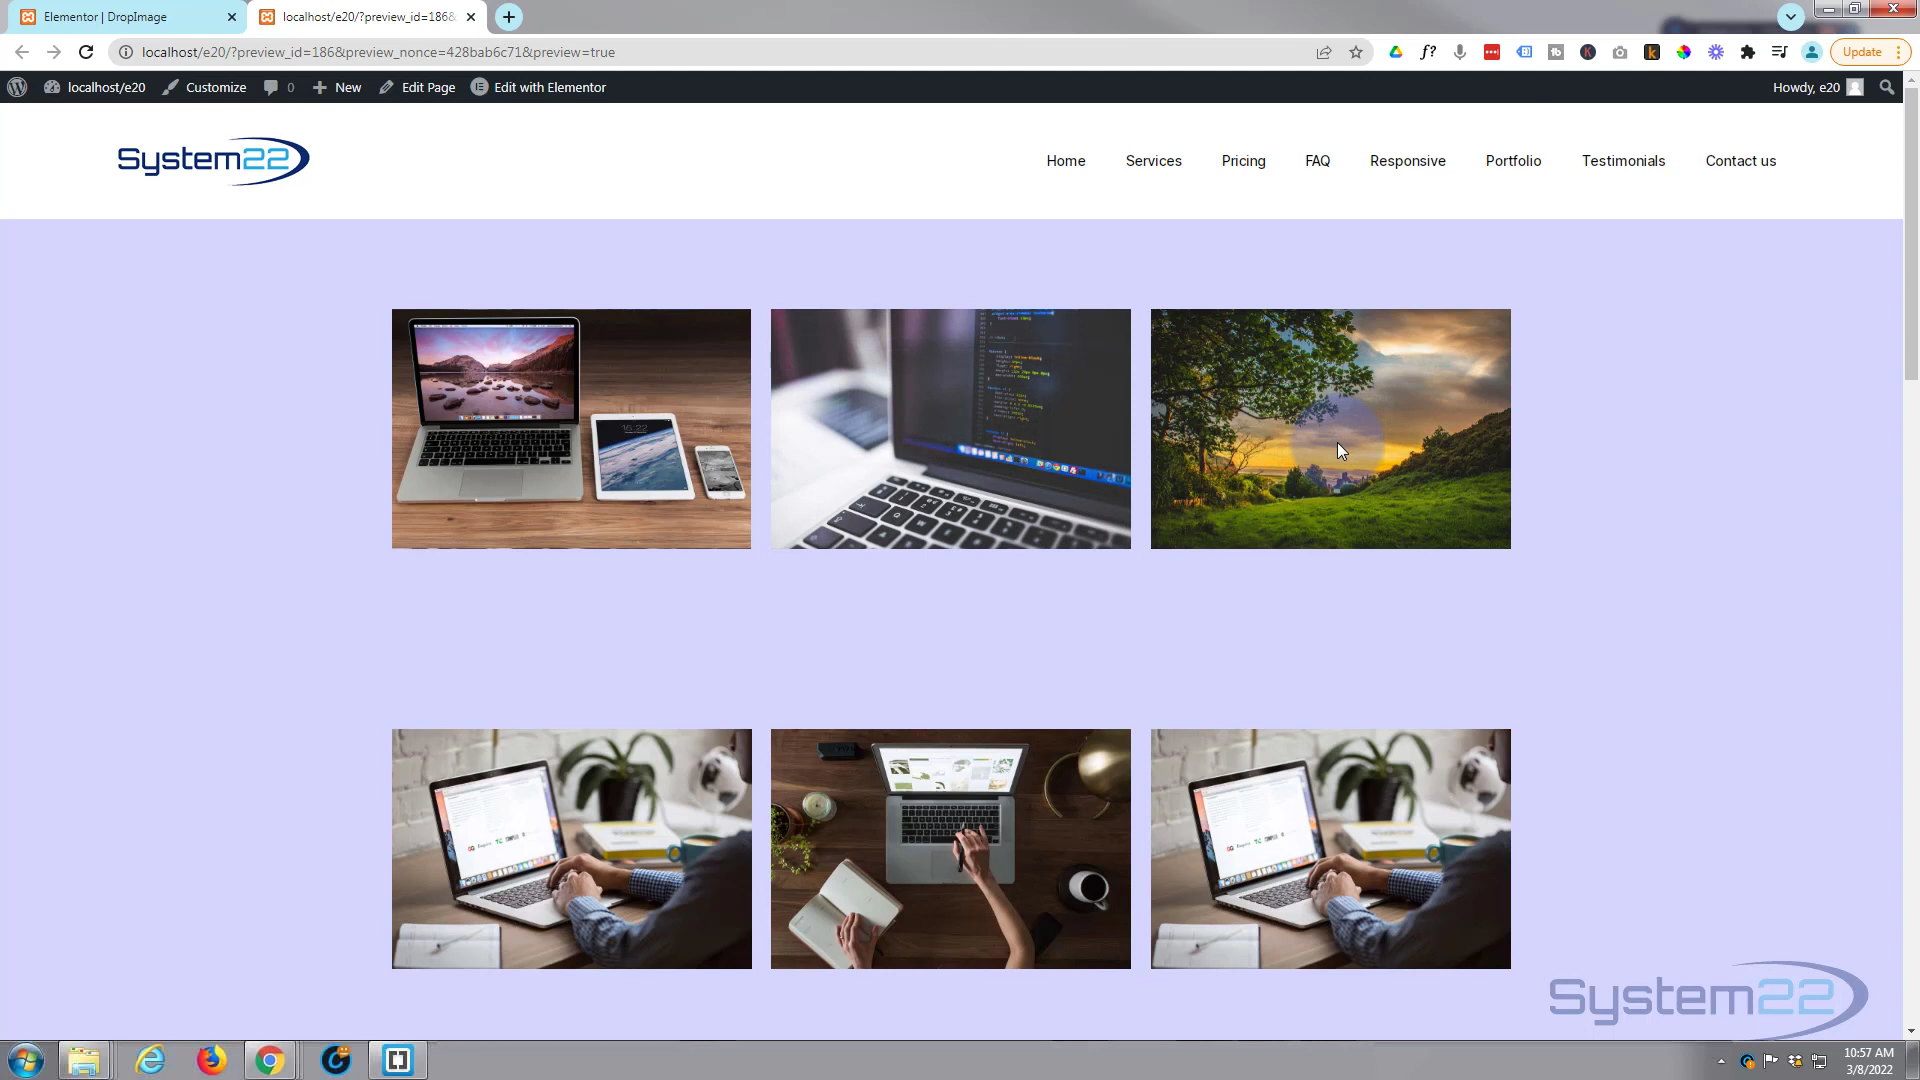 Elementor | DropImage
localhost/e20/?preview_id=186&
localhost/e20/?preview_id=186&preview_nonce=428bab6c71&preview=true
Update
localhost/e20
Customize
0
New
Edit Page
Edit with Elementor
Howdy, e20
System22
Home
Services
Pricing
FAQ
Responsive
Portfolio
Testimonials
Contact us
16:22
System22
10:57 AM
3/8/2022